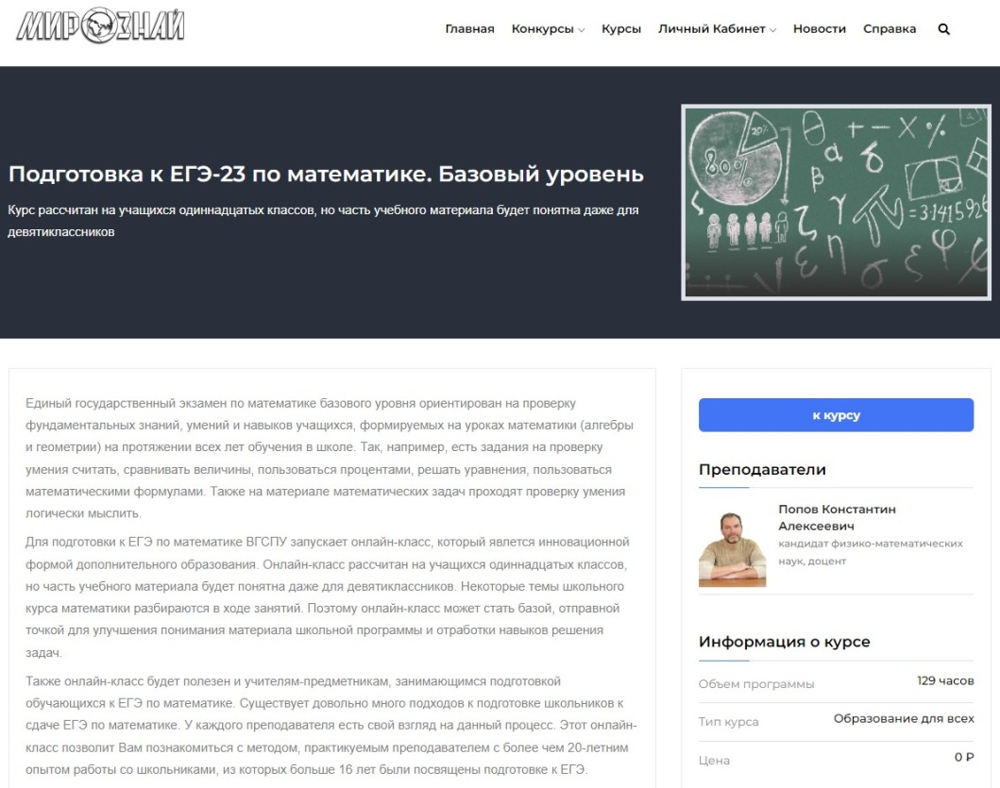 МИРОЗНАЙ
Главная Конкурсы Курсы Личный Кабинет Новости Справка
Подготовка к ЕГЭ-23 по математике. Базовый уровень
Курс рассчитан на учащихся одиннадцатых классов, но часть учебного материала будет понятна даже для
девятиклассников
80%
20%
+ − × %
α
β
γ
π
=3.141592
ζ
ε
η
σ
ξ
φ
Единый государственный экзамен по математике базового уровня ориентирован на проверку
фундаментальных знаний, умений и навыков учащихся, формируемых на уроках математики (алгебры
и геометрии) на протяжении всех лет обучения в школе. Так, например, есть задания на проверку
умения считать, сравнивать величины, пользоваться процентами, решать уравнения, пользоваться
математическими формулами. Также на материале математических задач проходят проверку умения
логически мыслить.
Для подготовки к ЕГЭ по математике ВГСПУ запускает онлайн-класс, который явлется инновационной
формой дополнительного образования. Онлайн-класс рассчитан на учащихся одиннадцатых классов,
но часть учебного материала будет понятна даже для девятиклассников. Некоторые темы школьного
курса математики разбираются в ходе занятий. Поэтому онлайн-класс может стать базой, отправной
точкой для улучшения понимания материала школьной программы и отработки навыков решения
задач.
Также онлайн-класс будет полезен и учителям-предметникам, занимающимся подготовкой
обучающихся к ЕГЭ по математике. Существует довольно много подходов к подготовке школьников к
сдаче ЕГЭ по математике. У каждого преподавателя есть свой взгляд на данный процесс. Этот онлайн-
класс позволит Вам познакомиться с методом, практикуемым преподавателем с более чем 20-летним
опытом работы со школьниками, из которых больше 16 лет были посвящены подготовке к ЕГЭ.
к курсу
Преподаватели
Попов Константин
Алексеевич
кандидат физико-математических
наук, доцент
Информация о курсе
Объем программы 129 часов
Тип курса Образование для всех
Цена 0 ₽